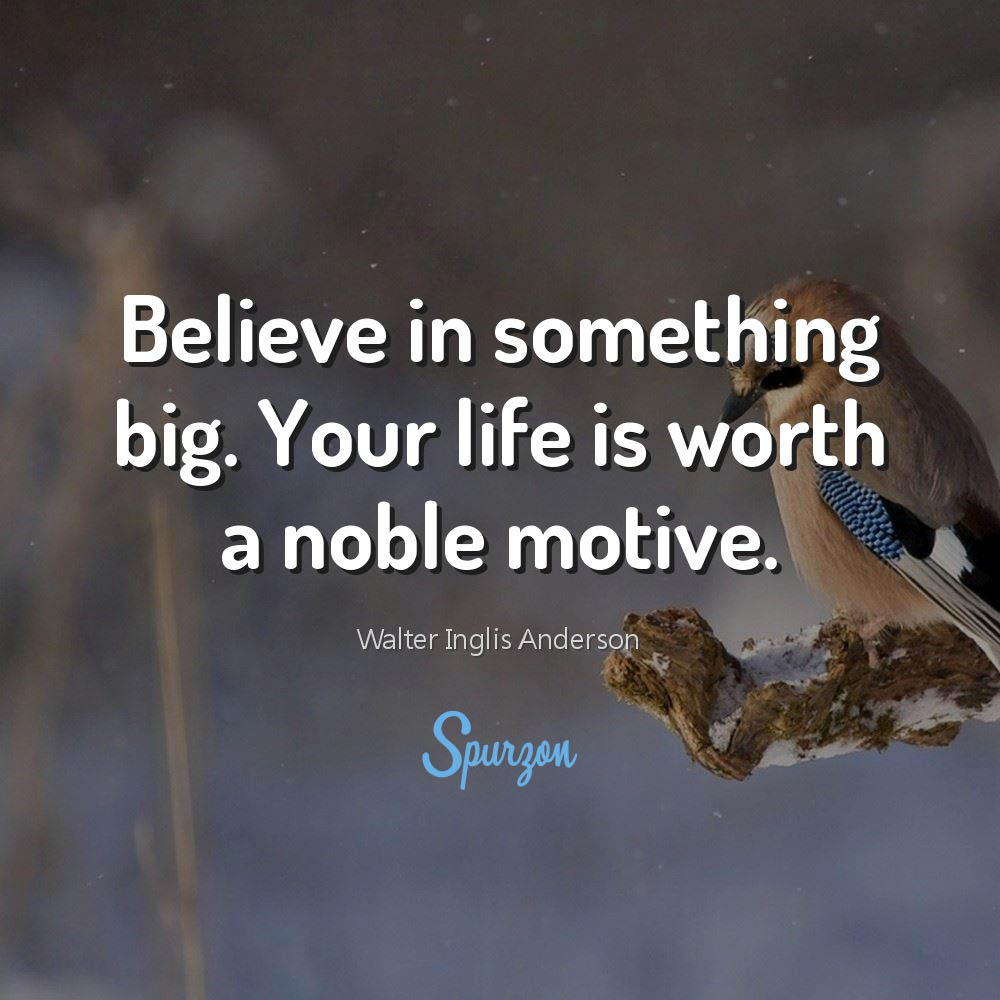 Believe in something
big. Your life is worth
a noble motive.
Walter Inglis Anderson
Spurzon